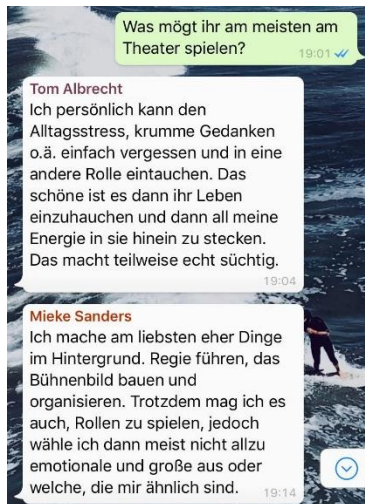 Was mögt ihr am meisten am
Theater spielen?
19:01
Tom Albrecht
Ich persönlich kann den
Alltagsstress, krumme Gedanken
o.ä. einfach vergessen und in eine
andere Rolle eintauchen. Das
schöne ist es dann ihr Leben
einzuhauchen und dann all meine
Energie in sie hinein zu stecken.
Das macht teilweise echt süchtig.
19:04
Mieke Sanders
Ich mache am liebsten eher Dinge
im Hintergrund. Regie führen, das
Bühnenbild bauen und
organisieren. Trotzdem mag ich es
auch, Rollen zu spielen, jedoch
wähle ich dann meist nicht allzu
emotionale und große aus oder
welche, die mir ähnlich sind.
19:14